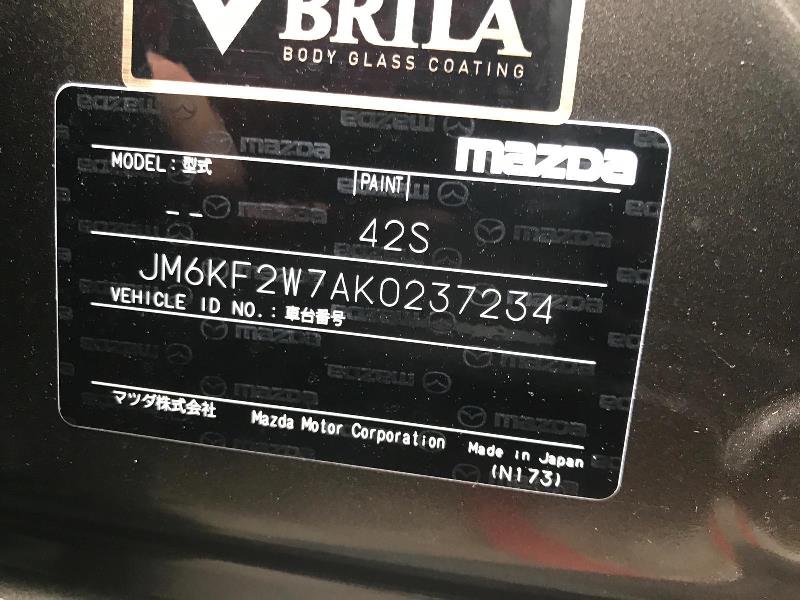 BRILA
BODY GLASS COATING
mazda
MODEL : 型式
PAINT
--
42S
JM6KF2W7AK0237234
VEHICLE ID NO. : 車台番号
マツダ株式会社
Mazda Motor Corporation
Made in Japan
(N173)